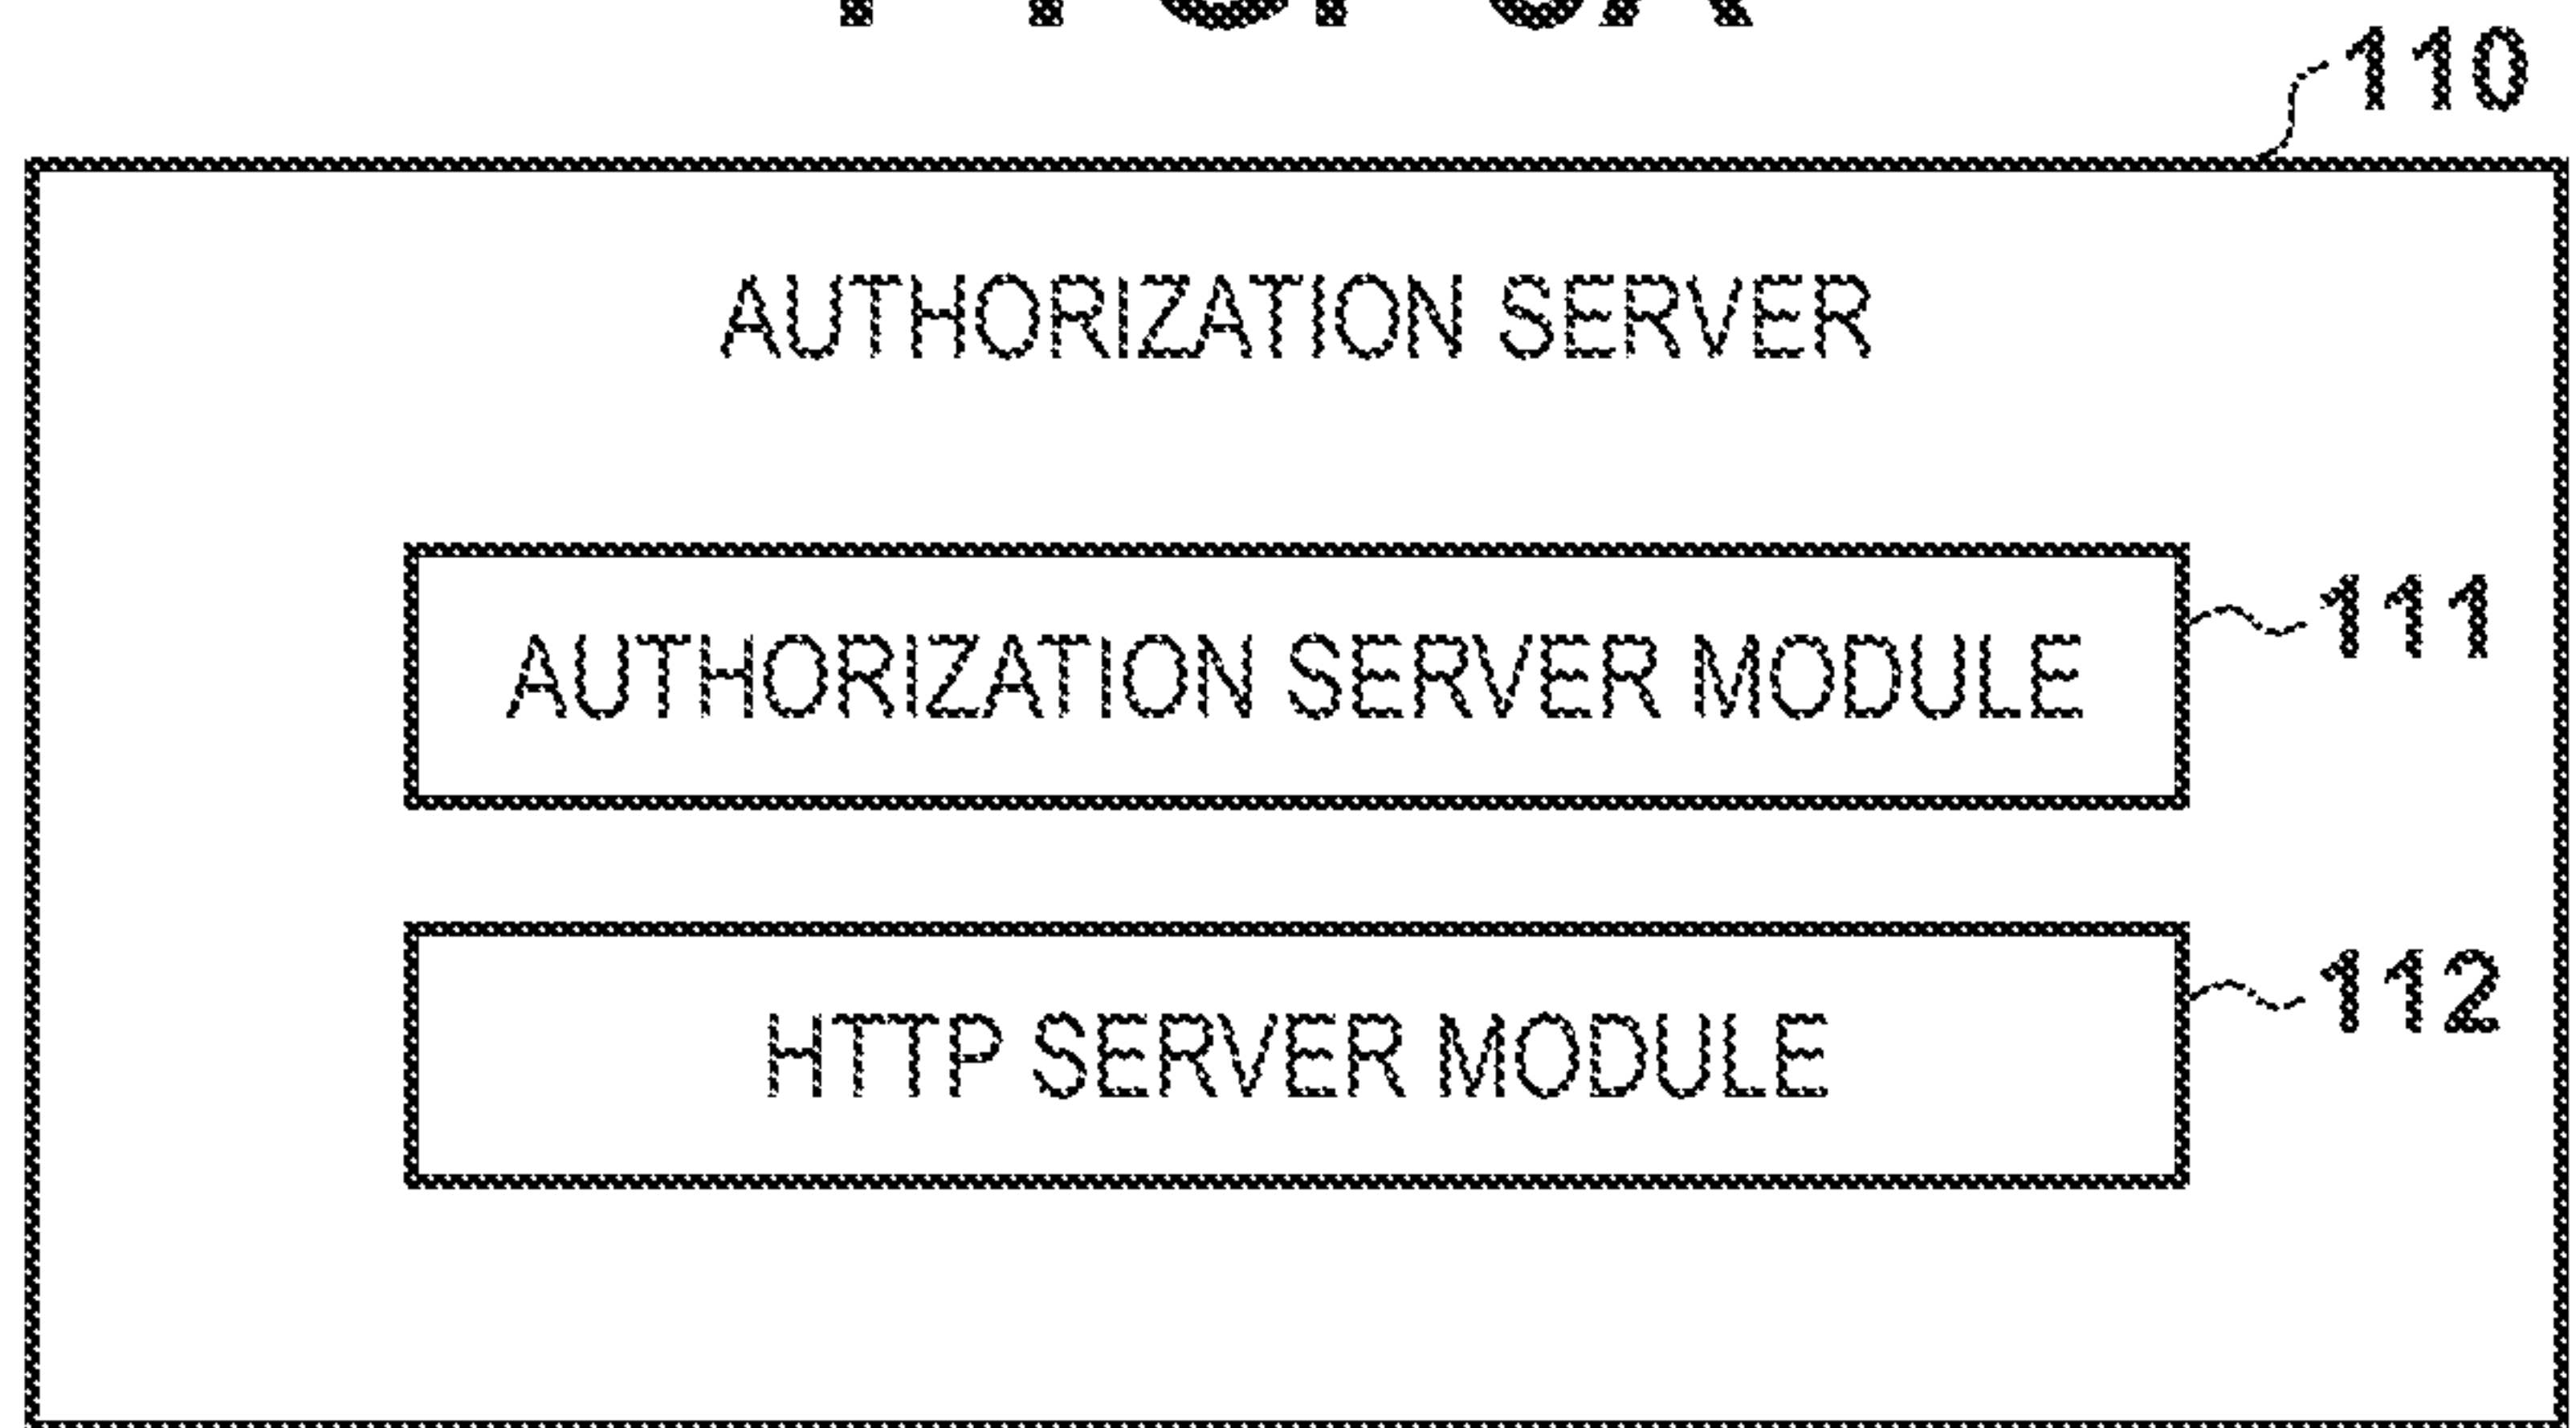 110
AUTHORIZATION SERVER
AUTHORIZATION SERVER MODULE
111
HTTP SERVER MODULE
112